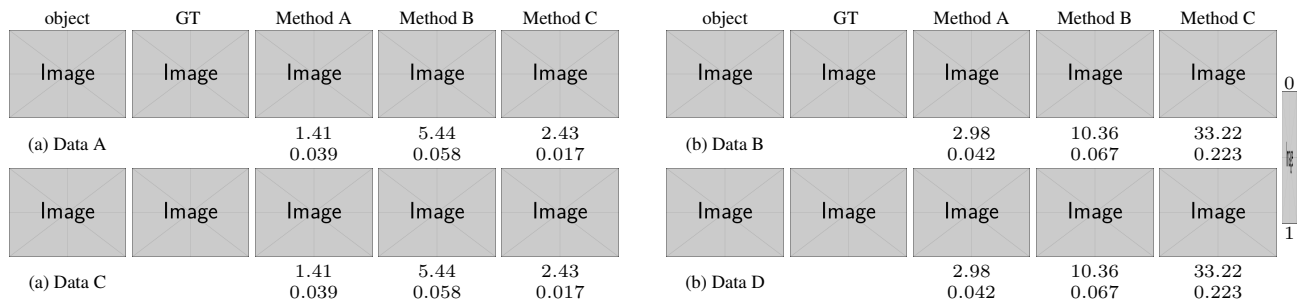 object GT Method A Method B Method C
Image Image Image Image Image
1.41 5.44 2.43
(a) Data A
0.039 0.058 0.017
Image Image Image Image Image
1.41 5.44 2.43
(a) Data C
0.039 0.058 0.017
object GT Method A Method B Method C
Image Image Image Image Image
2.98 10.36 33.22
(b) Data B
0.042 0.067 0.223
Image Image Image Image Image
2.98 10.36 33.22
(b) Data D
0.042 0.067 0.223
0
1